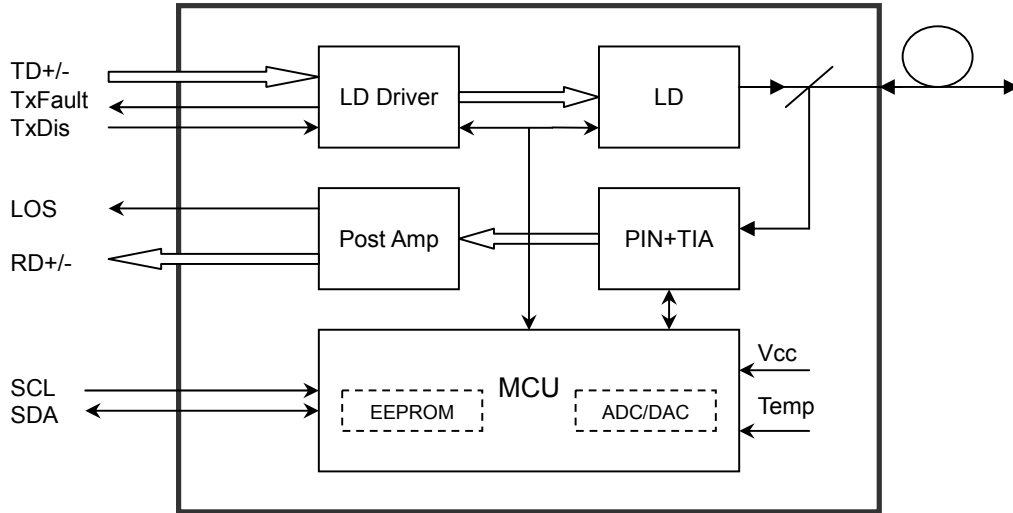 TD+/-
TxFault
TxDis
LD Driver
LD
LOS
RD+/-
Post Amp
PIN+TIA
SCL
SDA
MCU
EEPROM
ADC/DAC
Vcc
Temp